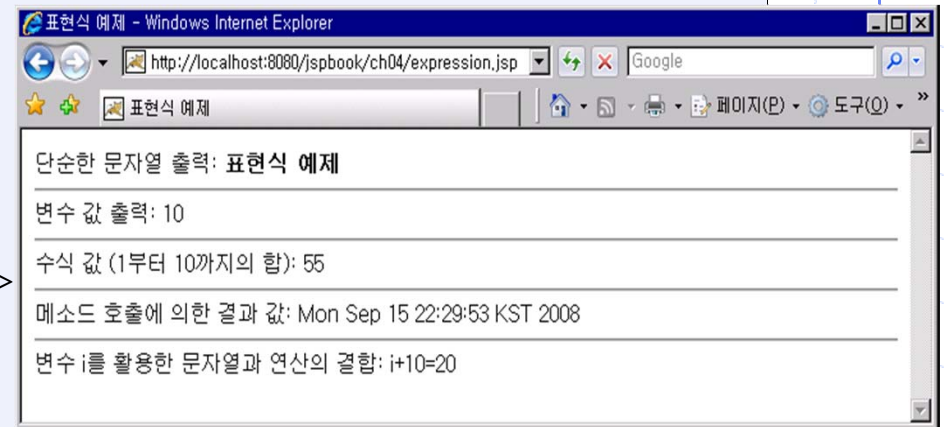 표현식 예제 - Windows Internet Explorer
http://localhost:8080/jspbook/ch04/expression.jsp Google
표현식 예제 페이지(P) 도구(O) »
단순한 문자열 출력: 표현식 예제
변수 값 출력: 10
수식 값 (1부터 10까지의 합): 55
>
메소드 호출에 의한 결과 값: Mon Sep 15 22:29:53 KST 2008
변수 i를 활용한 문자열과 연산의 결합: i+10=20